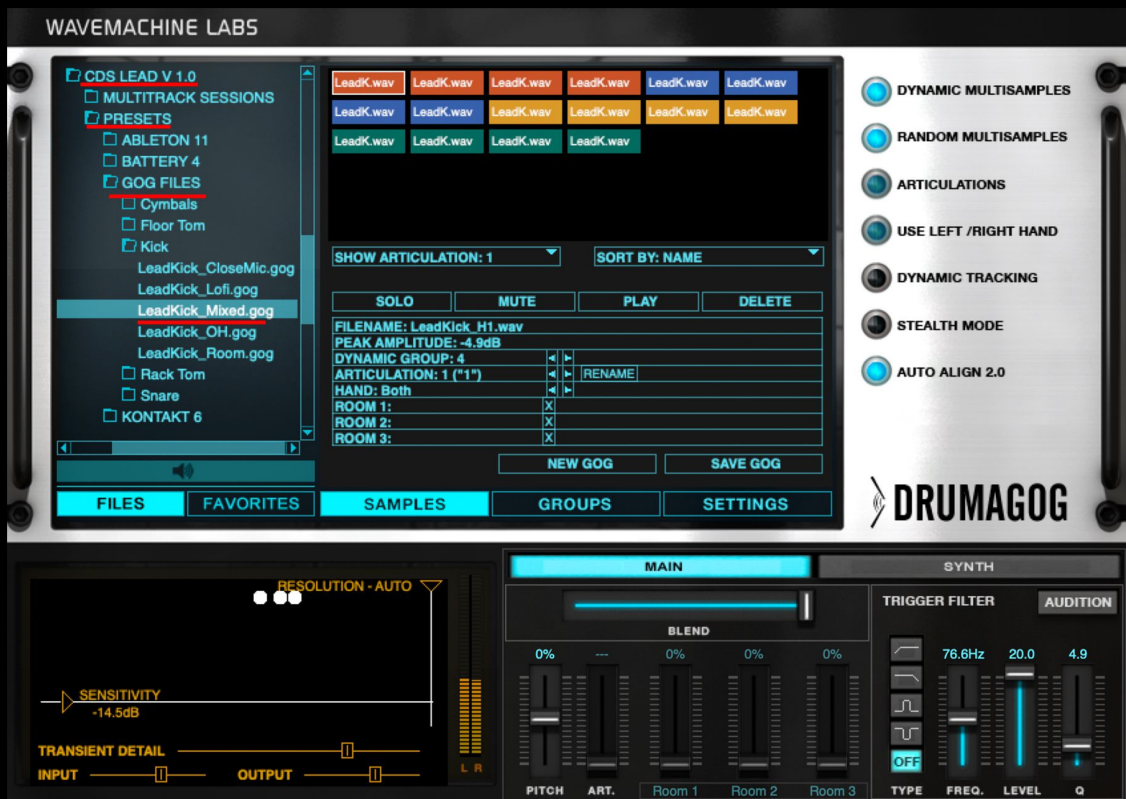 WAVEMACHINE LABS
CDS LEAD V 1.0
MULTITRACK SESSIONS
PRESETS
ABLETON 11
BATTERY 4
GOG FILES
Cymbals
Floor Tom
Kick
LeadKick_CloseMic.gog
LeadKick_Lofi.gog
LeadKick_Mixed.gog
LeadKick_OH.gog
LeadKick_Room.gog
Rack Tom
Snare
KONTAKT 6
FILES FAVORITES
LeadK.wav LeadK.wav LeadK.wav LeadK.wav LeadK.wav LeadK.wav
LeadK.wav LeadK.wav LeadK.wav LeadK.wav LeadK.wav LeadK.wav
LeadK.wav LeadK.wav LeadK.wav LeadK.wav
SHOW ARTICULATION: 1 SORT BY: NAME
SOLO MUTE PLAY DELETE
FILENAME: LeadKick_H1.wav
PEAK AMPLITUDE: -4.9dB
DYNAMIC GROUP: 4
ARTICULATION: 1 ("1") RENAME
HAND: Both
ROOM 1: X
ROOM 2: X
ROOM 3: X
NEW GOG SAVE GOG
SAMPLES GROUPS SETTINGS
DYNAMIC MULTISAMPLES
RANDOM MULTISAMPLES
ARTICULATIONS
USE LEFT /RIGHT HAND
DYNAMIC TRACKING
STEALTH MODE
AUTO ALIGN 2.0
DRUMAGOG
RESOLUTION - AUTO
SENSITIVITY
-14.5dB
TRANSIENT DETAIL
INPUT OUTPUT
L R
MAIN SYNTH
BLEND
0% --- 0% 0% 0%
PITCH ART. Room 1 Room 2 Room 3
TRIGGER FILTER AUDITION
76.6Hz 20.0 4.9
OFF
TYPE FREQ. LEVEL Q